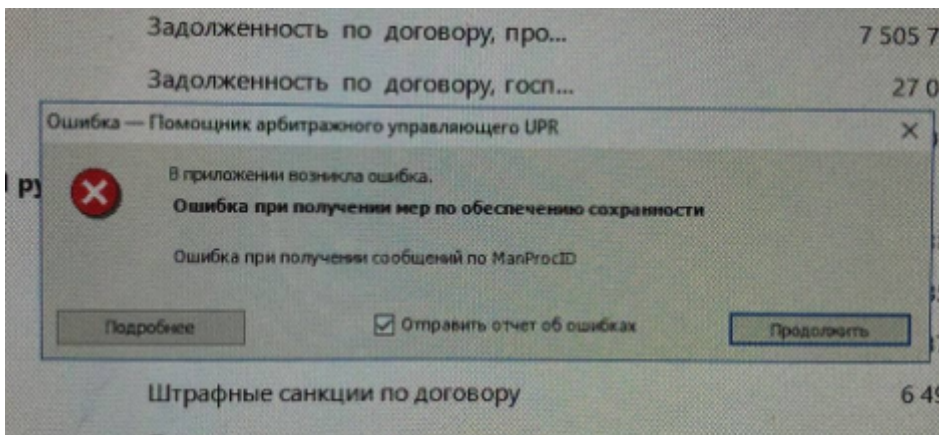 Задолженность по договору, про...
7 505 7
Задолженность по договору, госп...
27 0
Ошибка — Помощник арбитражного управляющего UPR
В приложении возникла ошибка.
ру
Ошибка при получении мер по обеспечению сохранности
Ошибка при получении сообщений по ManProcID
Подробнее
Отправить отчет об ошибках
Продолжить
Штрафные санкции по договору
6 49